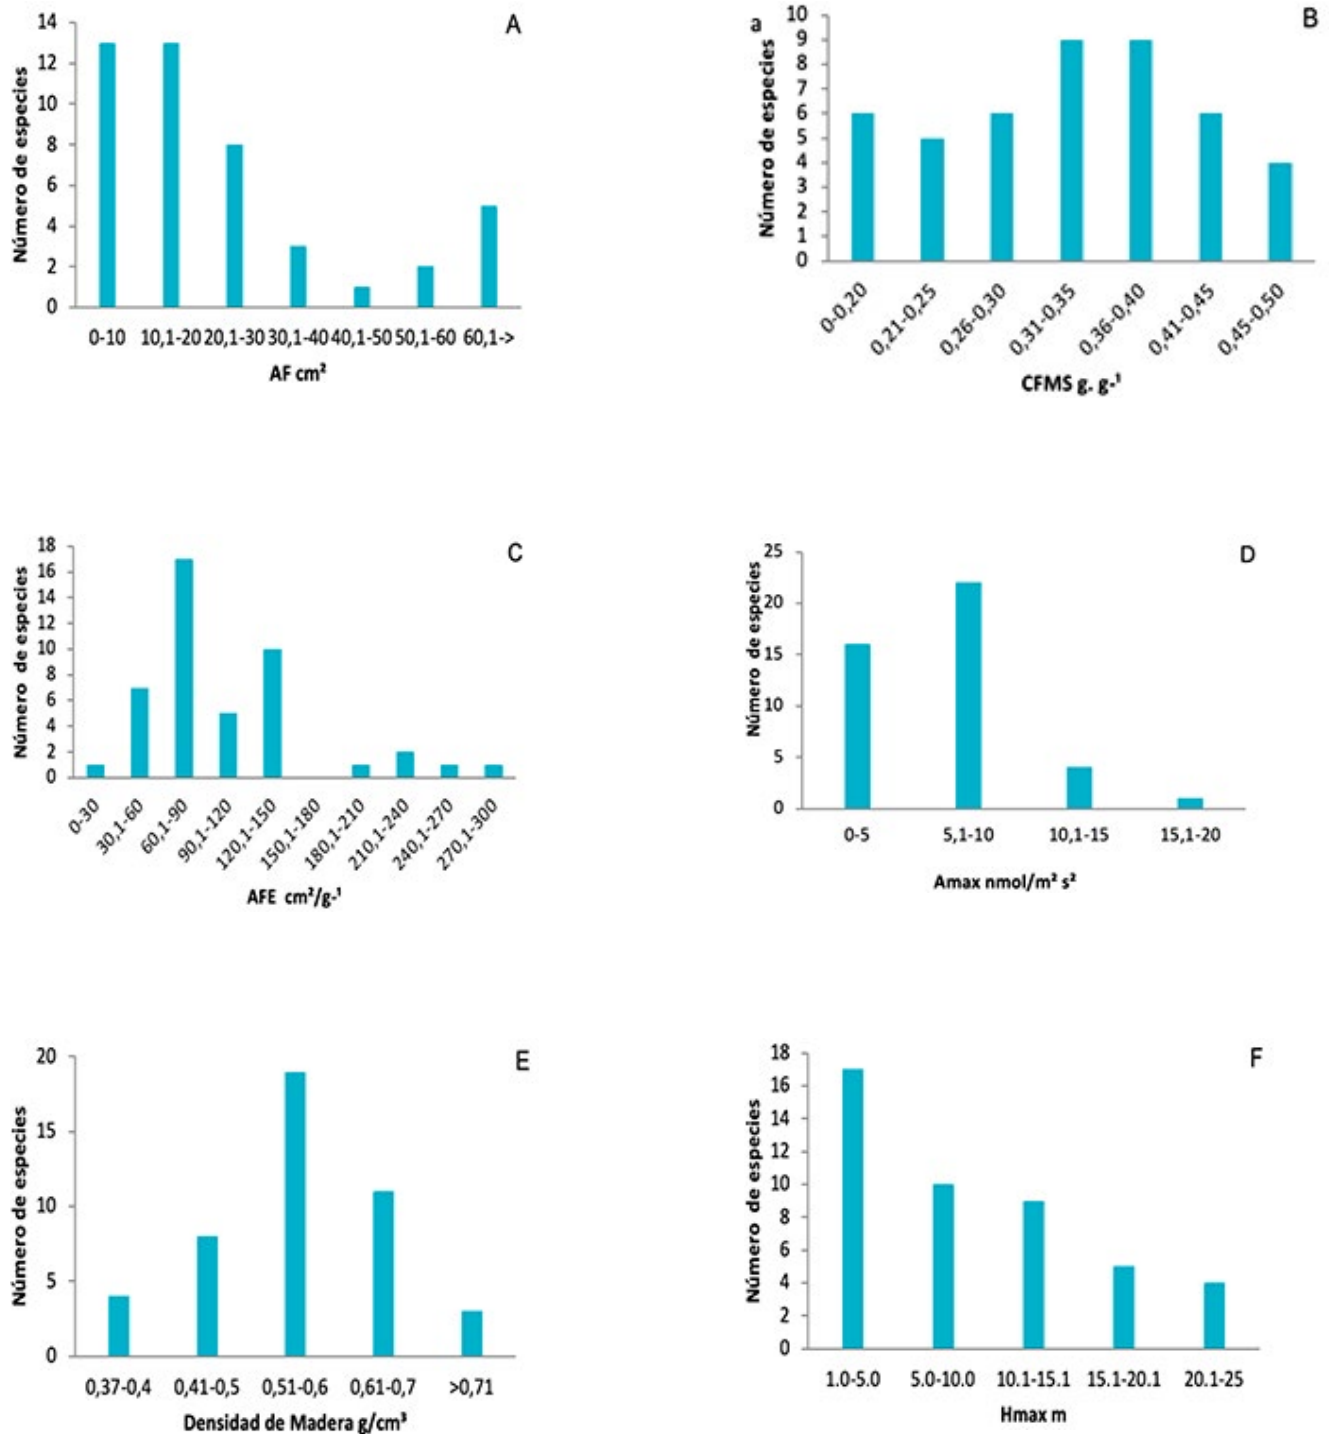 A
Número de especies
14
12
10
8
6
4
2
0
0-10 10,1-20 20,1-30 30,1-40 40,1-50 50,1-60 60,1->
AF cm²
a
B
Número de especies
10
9
8
7
6
5
4
3
2
1
0
0-0,20 0,21-0,25 0,26-0,30 0,31-0,35 0,36-0,40 0,41-0,45 0,45-0,50
CFMS g. g-¹
C
Número de especies
18
16
14
12
10
8
6
4
2
0
0-30 30,1-60 60,1-90 90,1-120 120,1-150 150,1-180 180,1-210 210,1-240 240,1-270 270,1-300
AFE cm²/g-¹
D
Número de especies
25
20
15
10
5
0
0-5 5,1-10 10,1-15 15,1-20
Amax nmol/m² s²
E
Número de especies
20
15
10
5
0
0,37-0,4 0,41-0,5 0,51-0,6 0,61-0,7 >0,71
Densidad de Madera g/cm³
F
Número de especies
18
16
14
12
10
8
6
4
2
0
1.0-5.0 5.0-10.0 10.1-15.1 15.1-20.1 20.1-25
Hmax m